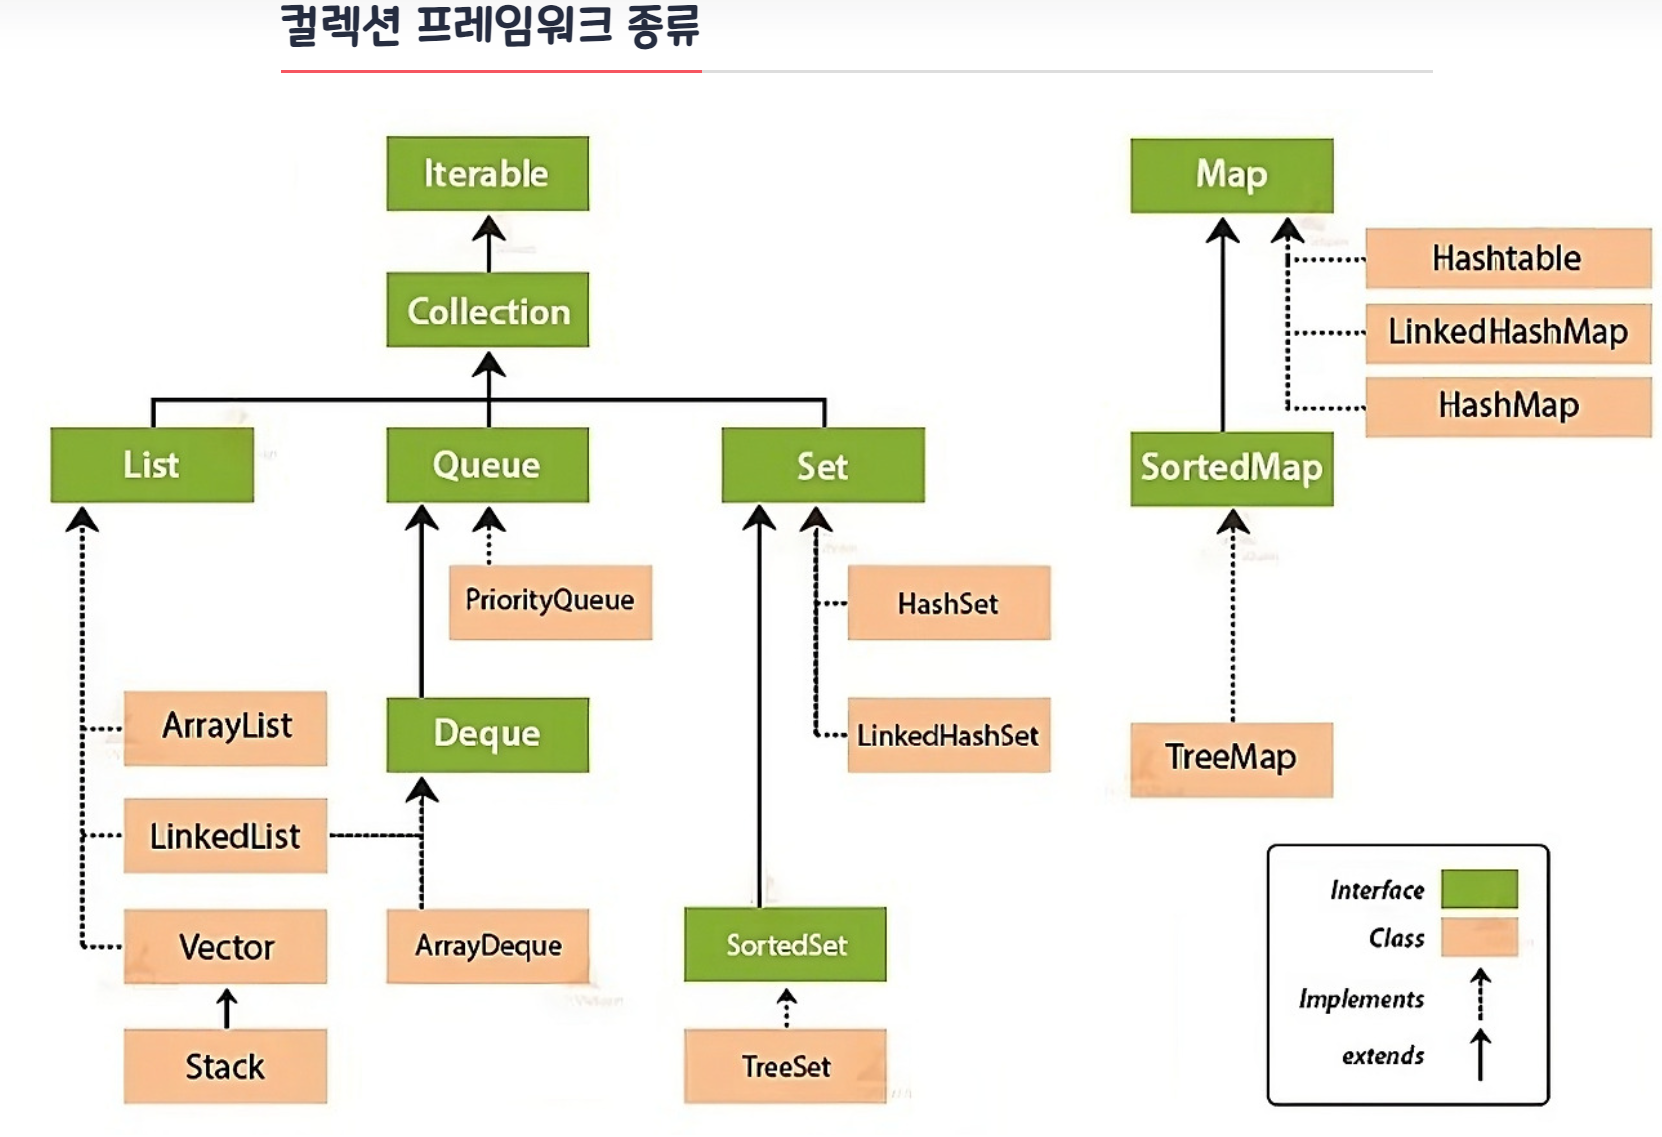 컬렉션 프레임워크 종류
Iterable
Collection
List
Queue
Set
PriorityQueue
HashSet
ArrayList
Deque
LinkedHashSet
LinkedList
Vector
ArrayDeque
SortedSet
Stack
TreeSet
Map
Hashtable
LinkedHashMap
HashMap
SortedMap
TreeMap
Interface
Class
Implements
extends